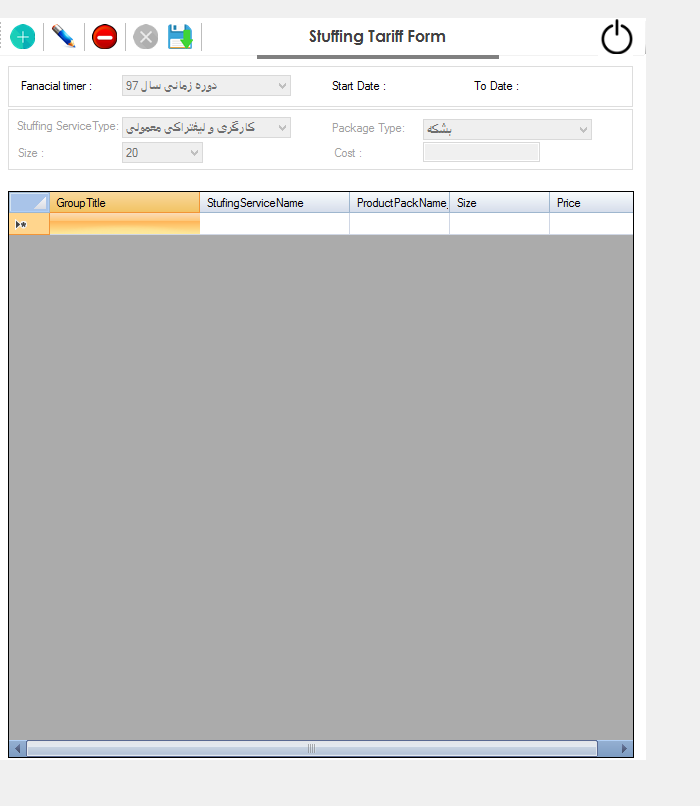 Stuffing Tariff Form
Fanacial timer : دوره زمانی سال 97 Start Date : To Date :
Stuffing ServiceType: کارگری و لیفتراکی معمولی Package Type: بشکه
Size : 20 Cost :
GroupTitle StufingServiceName ProductPackName Size Price